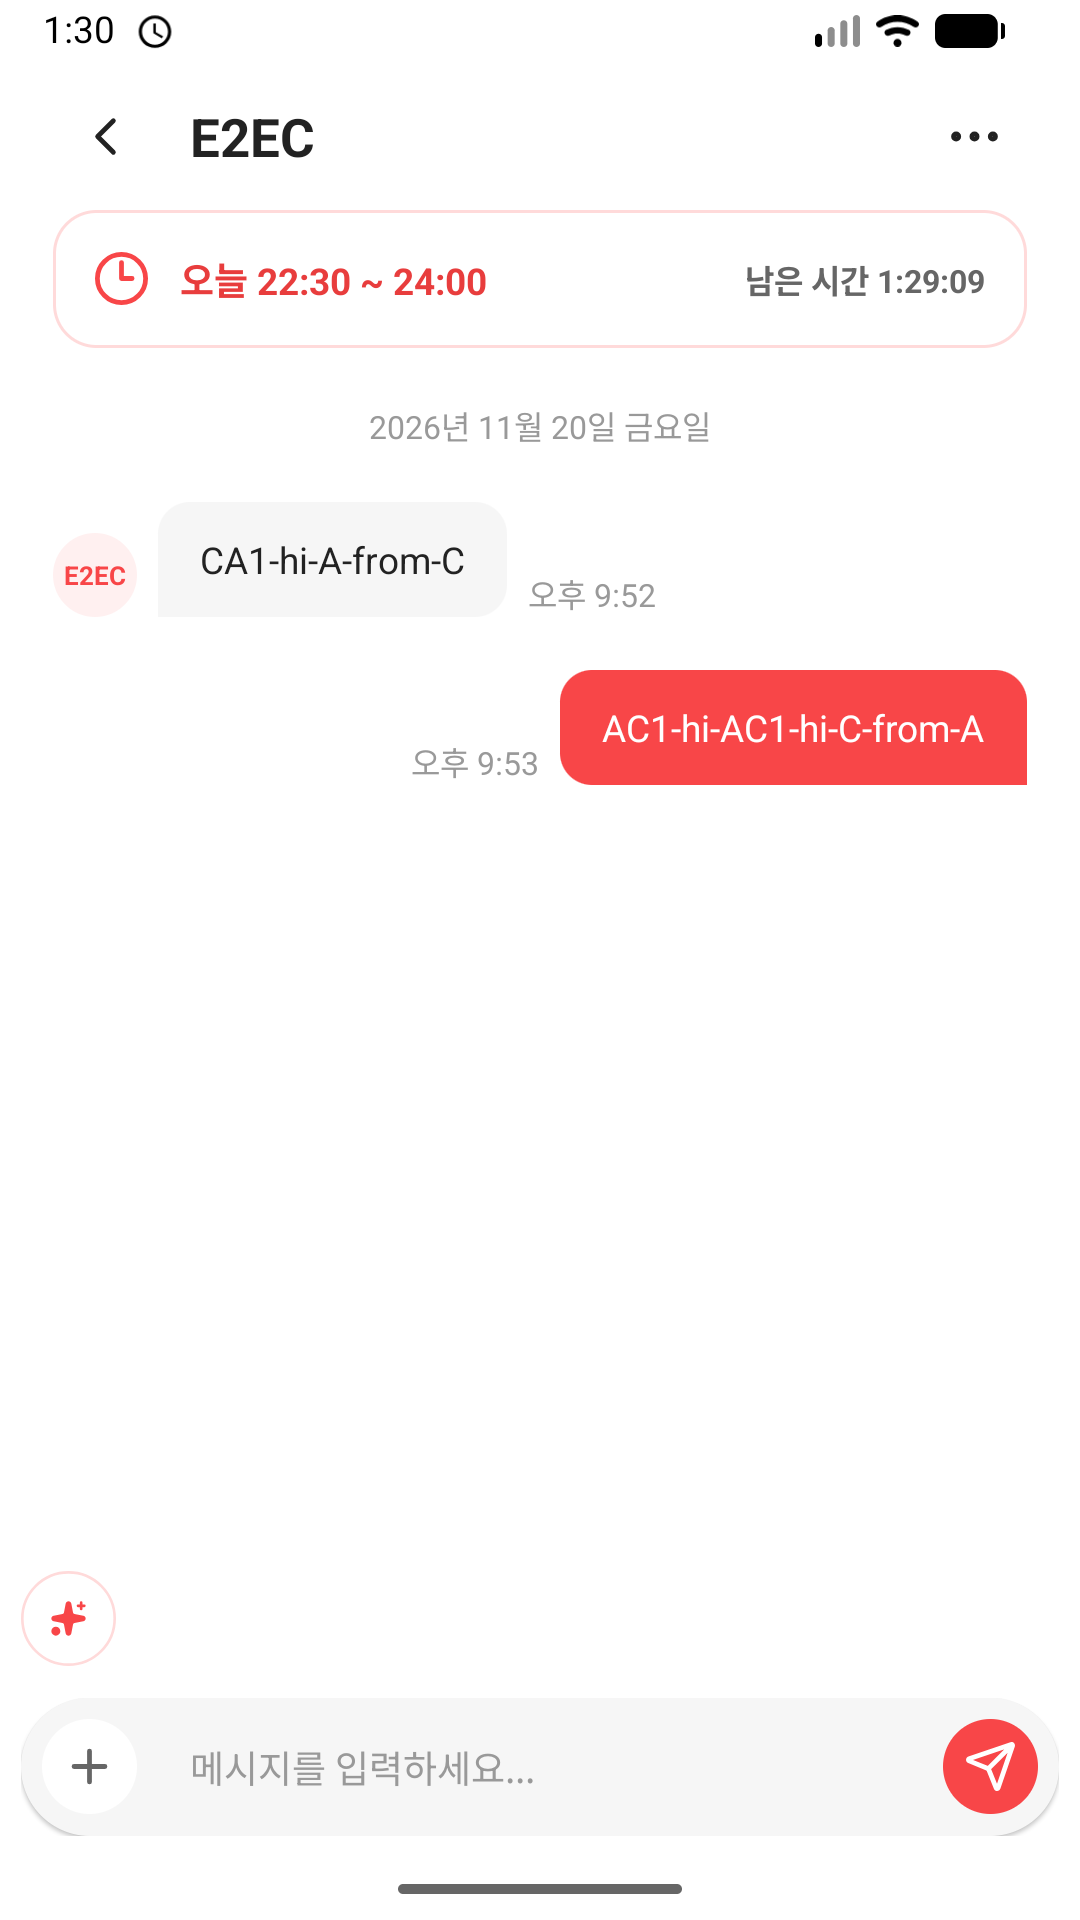 1:30
E2EC
오늘 22:30 ~ 24:00
남은 시간 1:29:09
2026년 11월 20일 금요일
E2EC
CA1-hi-A-from-C
오후 9:52
AC1-hi-AC1-hi-C-from-A
오후 9:53
메시지를 입력하세요...